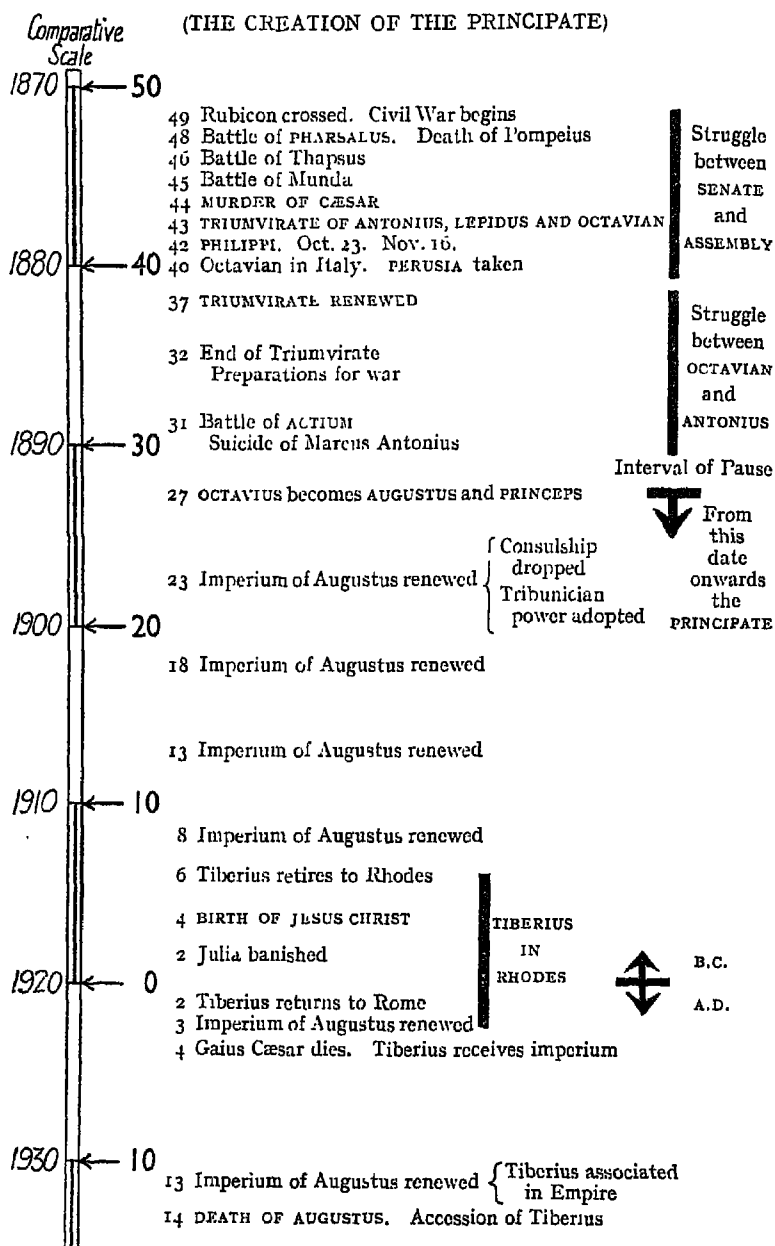 (THE CREATION OF THE PRINCIPATE)
Comparative
Scale
1870 50
49 Rubicon crossed. Civil War begins
48 Battle of PHARSALUS. Death of Pompeius
46 Battle of Thapsus
45 Battle of Munda
44 MURDER OF CÆSAR
43 TRIUMVIRATE OF ANTONIUS, LEPIDUS AND OCTAVIAN
42 PHILIPPI. Oct. 23. Nov. 16.
1880 40
40 Octavian in Italy. PERUSIA taken
Struggle
between
SENATE
and
ASSEMBLY
37 TRIUMVIRATE RENEWED
32 End of Triumvirate
Preparations for war
31 Battle of ACTIUM
Suicide of Marcus Antonius
1890 30
Struggle
between
OCTAVIAN
and
ANTONIUS
Interval of Pause
27 OCTAVIUS becomes AUGUSTUS and PRINCEPS
From
this
date
onwards
the
PRINCIPATE
23 Imperium of Augustus renewed
Consulship
dropped
Tribunician
power adopted
1900 20
18 Imperium of Augustus renewed
13 Imperium of Augustus renewed
1910 10
8 Imperium of Augustus renewed
6 Tiberius retires to Rhodes
4 BIRTH OF JESUS CHRIST
2 Julia banished
TIBERIUS
IN
RHODES
B.C.
1920 0
A.D.
2 Tiberius returns to Rome
3 Imperium of Augustus renewed
4 Gaius Cæsar dies. Tiberius receives imperium
1930 10
13 Imperium of Augustus renewed
Tiberius associated
in Empire
14 DEATH OF AUGUSTUS. Accession of Tiberius